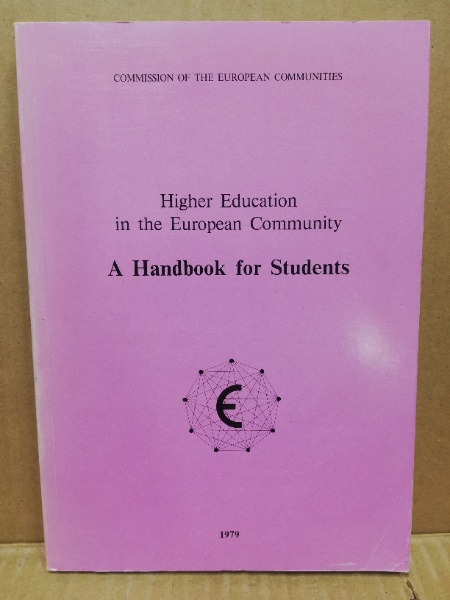 COMMISSION OF THE EUROPEAN COMMUNITIES
Higher Education
in the European Community
A Handbook for Students
Є
1979